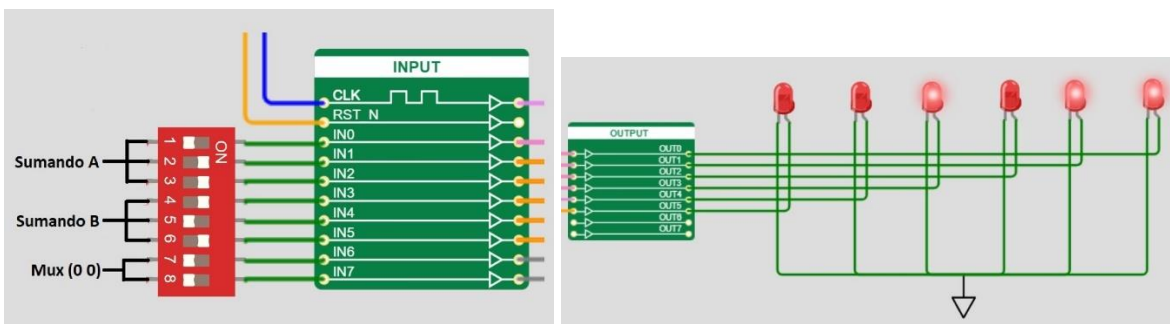 INPUT
CLK
RST N
IN0
IN1
IN2
IN3
IN4
IN5
IN6
IN7
ON
1
2
3
4
5
6
7
8
Sumando A
Sumando B
Mux (0 0)
OUTPUT
OUT0
OUT1
OUT2
OUT3
OUT4
OUT5
OUT6
OUT7